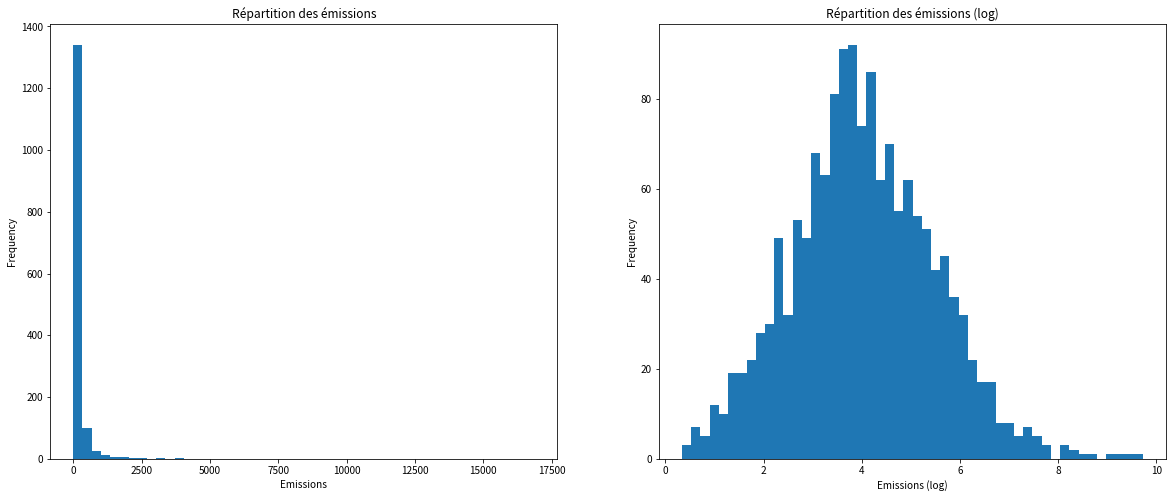 Répartition des émissions
1400
1200
1000
800
600
400
200
0
Frequency
0 2500 5000 7500 10000 12500 15000 17500
Emissions
Répartition des émissions (log)
80
60
40
20
0
Frequency
0 2 4 6 8 10
Emissions (log)